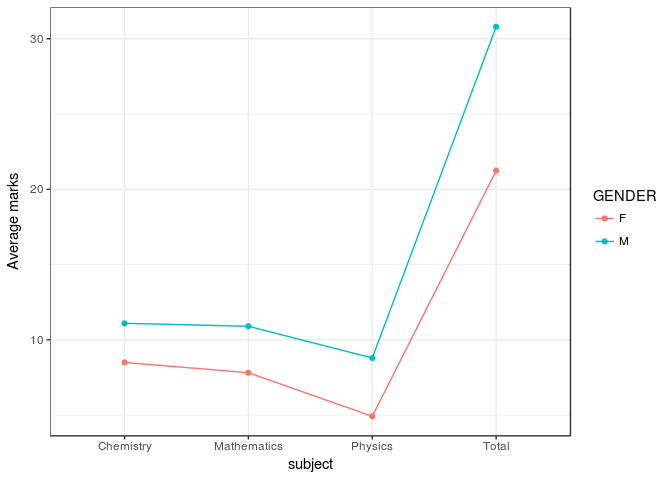 30
20
10
Average marks
Chemistry
Mathematics
Physics
Total
subject
GENDER
F
M